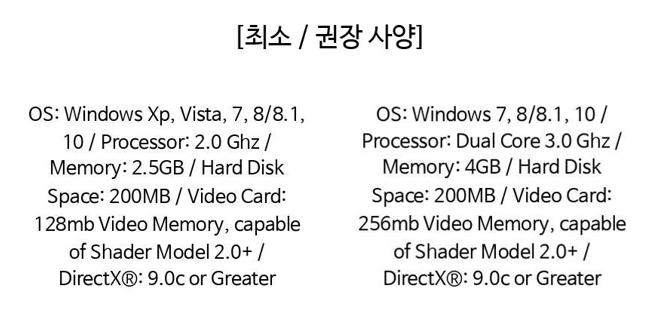 [최소 / 권장 사양]
OS: Windows Xp, Vista, 7, 8/8.1,
10 / Processor: 2.0 Ghz /
Memory: 2.5GB / Hard Disk
Space: 200MB / Video Card:
128mb Video Memory, capable
of Shader Model 2.0+ /
DirectX®: 9.0c or Greater
OS: Windows 7, 8/8.1, 10 /
Processor: Dual Core 3.0 Ghz /
Memory: 4GB / Hard Disk
Space: 200MB / Video Card:
256mb Video Memory, capable
of Shader Model 2.0+ /
DirectX®: 9.0c or Greater